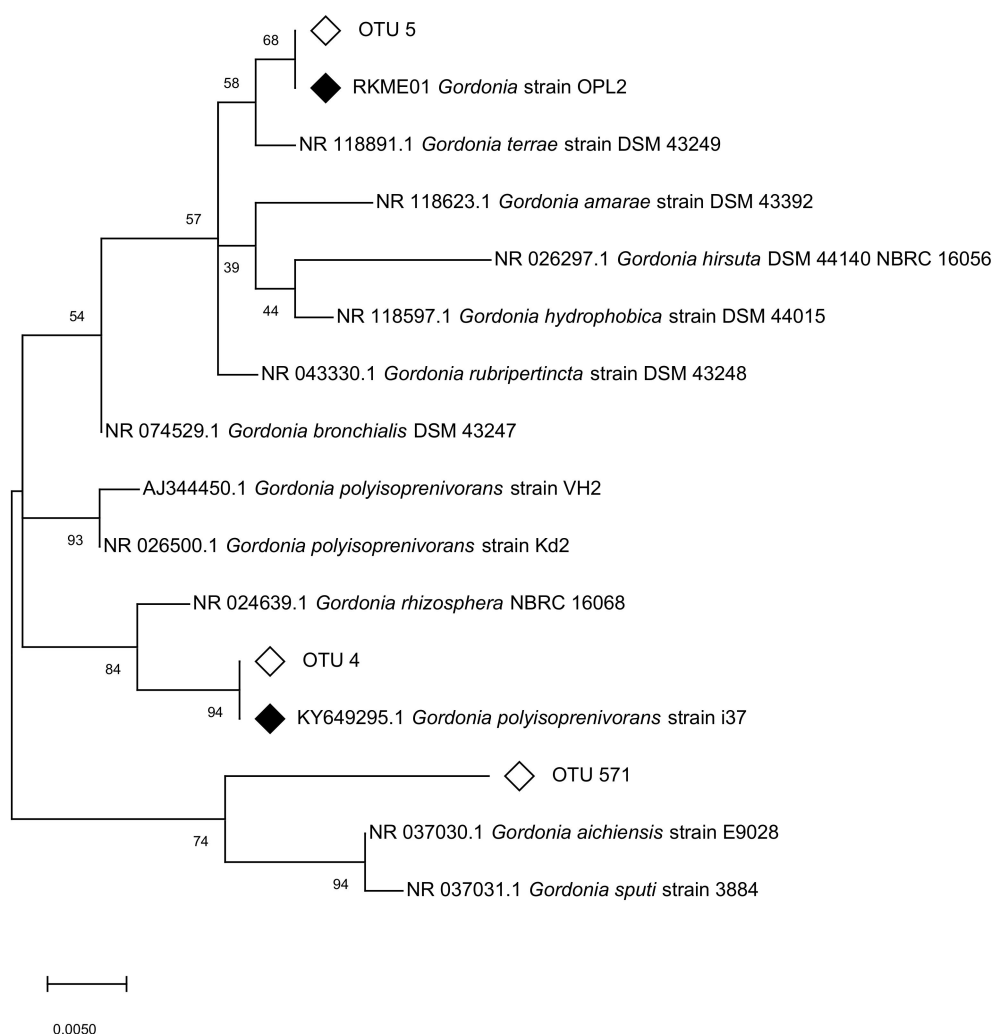 68
OTU 5
58
RKME01 Gordonia strain OPL2
NR 118891.1 Gordonia terrae strain DSM 43249
NR 118623.1 Gordonia amarae strain DSM 43392
57
39
NR 026297.1 Gordonia hirsuta DSM 44140 NBRC 16056
44
NR 118597.1 Gordonia hydrophobica strain DSM 44015
54
NR 043330.1 Gordonia rubripertincta strain DSM 43248
NR 074529.1 Gordonia bronchialis DSM 43247
AJ344450.1 Gordonia polyisoprenivorans strain VH2
93
NR 026500.1 Gordonia polyisoprenivorans strain Kd2
NR 024639.1 Gordonia rhizosphera NBRC 16068
84
OTU 4
94
KY649295.1 Gordonia polyisoprenivorans strain i37
OTU 571
74
NR 037030.1 Gordonia aichiensis strain E9028
94
NR 037031.1 Gordonia sputi strain 3884
0.0050